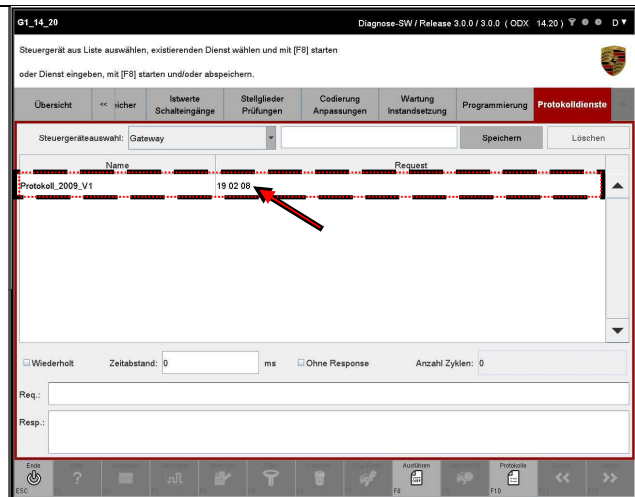 G1_14_20
Diagnose-SW / Release 3.0.0 / 3.0.0 ( ODX 14.20 )
D
Steuergerät aus Liste auswählen, existierenden Dienst wählen und mit [F8] starten
oder Dienst eingeben, mit [F8] starten und/oder abspeichern.
Übersicht
<<
eicher
Istwerte
Schalteingänge
Stellglieder
Prüfungen
Codierung
Anpassungen
Wartung
Instandsetzung
Programmierung
Protokolldienste
>>
Steuergeräteauswahl: Gateway
Speichern
Löschen
Name
Request
Protokoll_2009_V1
19 02 08
Wiederholt
Zeitabstand: 0
ms
Ohne Response
Anzahl Zyklen: 0
Req.:
Resp.:
Ende
Ausführen
Protokolle
ESC
F8
F10